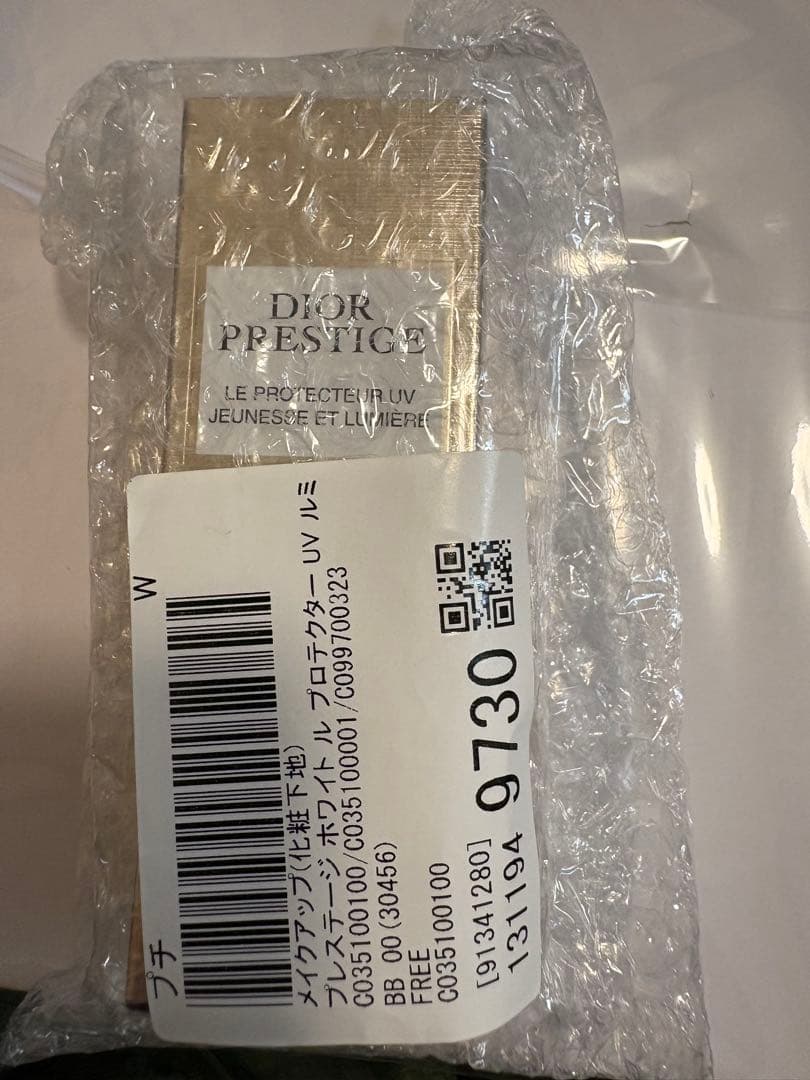 DIOR
PRESTIGE
LE PROTECTEUR UV
JEUNESSE ET LUMIÈRE
プチ
W
メイクアップ(化粧下地)
プレステージ ホワイト ル プロテクター UV ルミ
C035100100/C035100001/C099700323
BB 00(30456)
FREE
C035100100
[91341280]
131194 9730